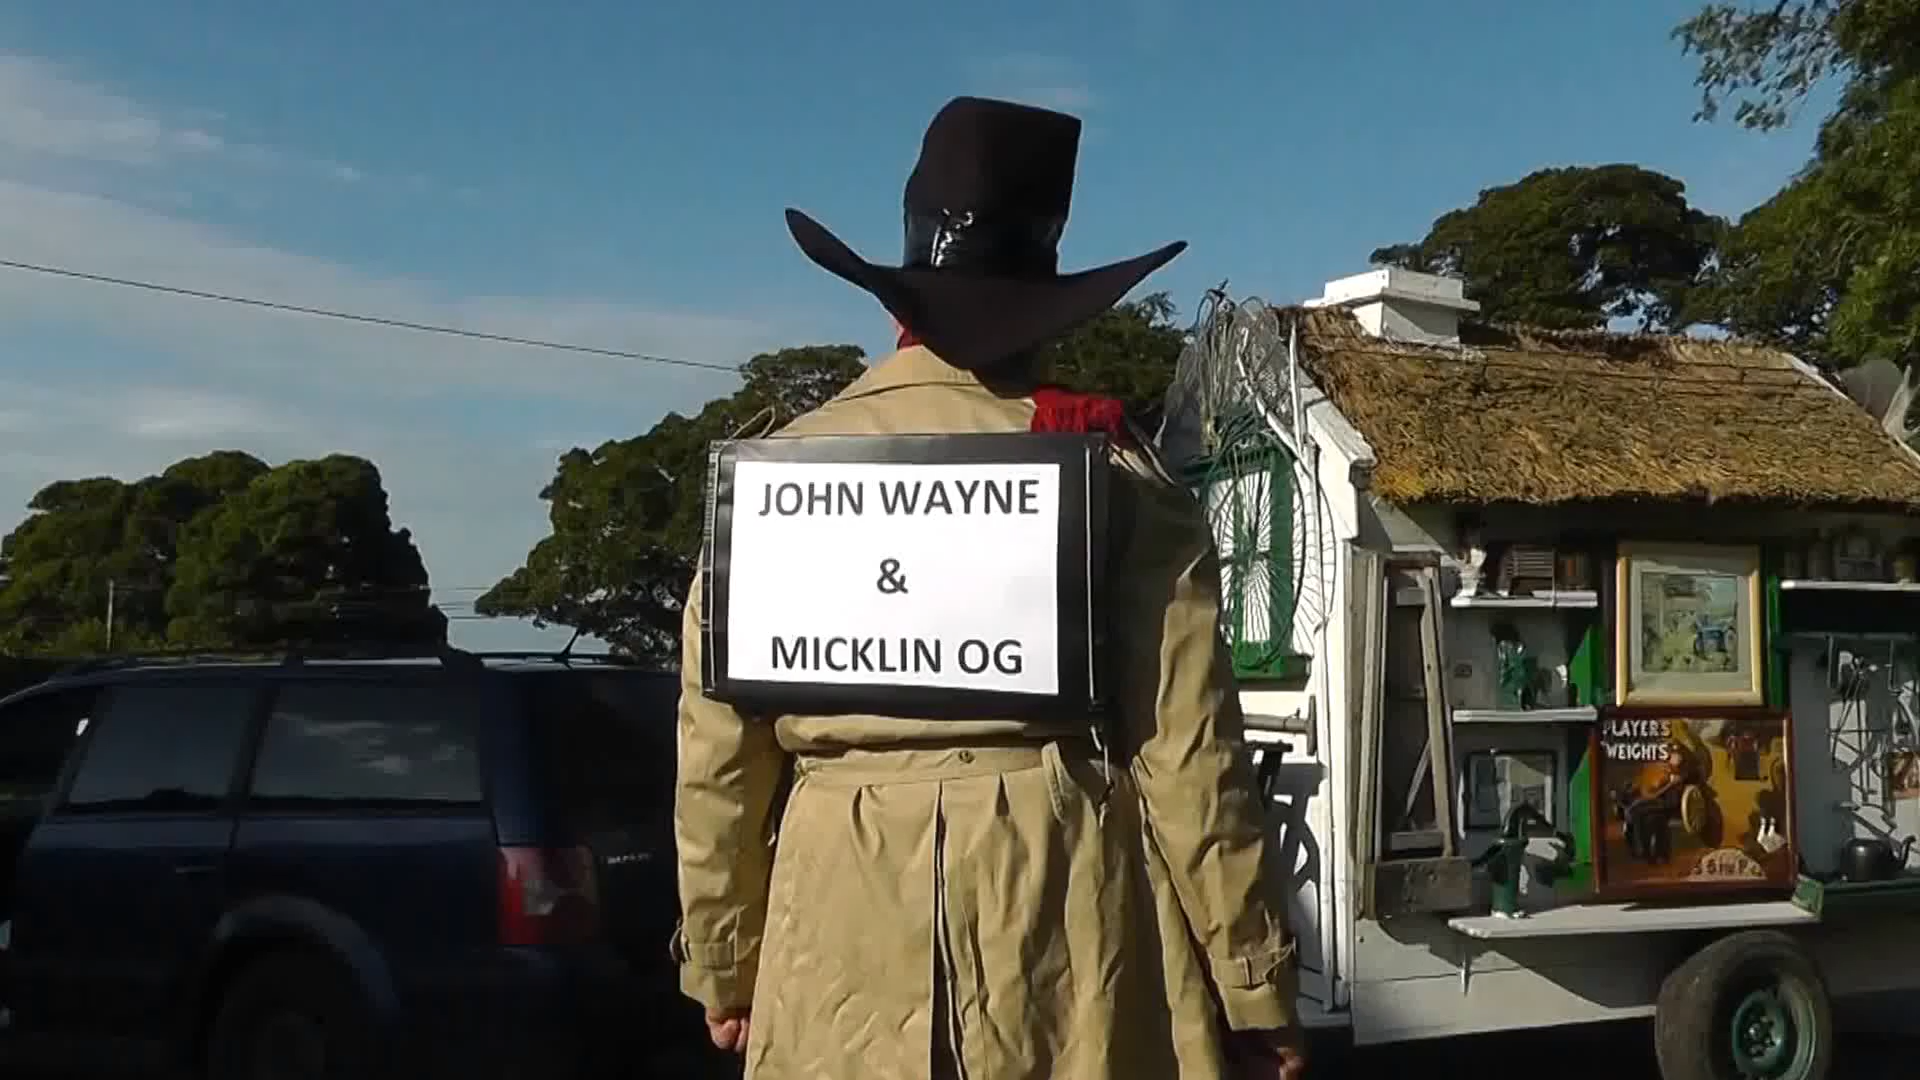 JOHN WAYNE
&
MICKLIN OG
PLAYER'S
"WEIGHTS"